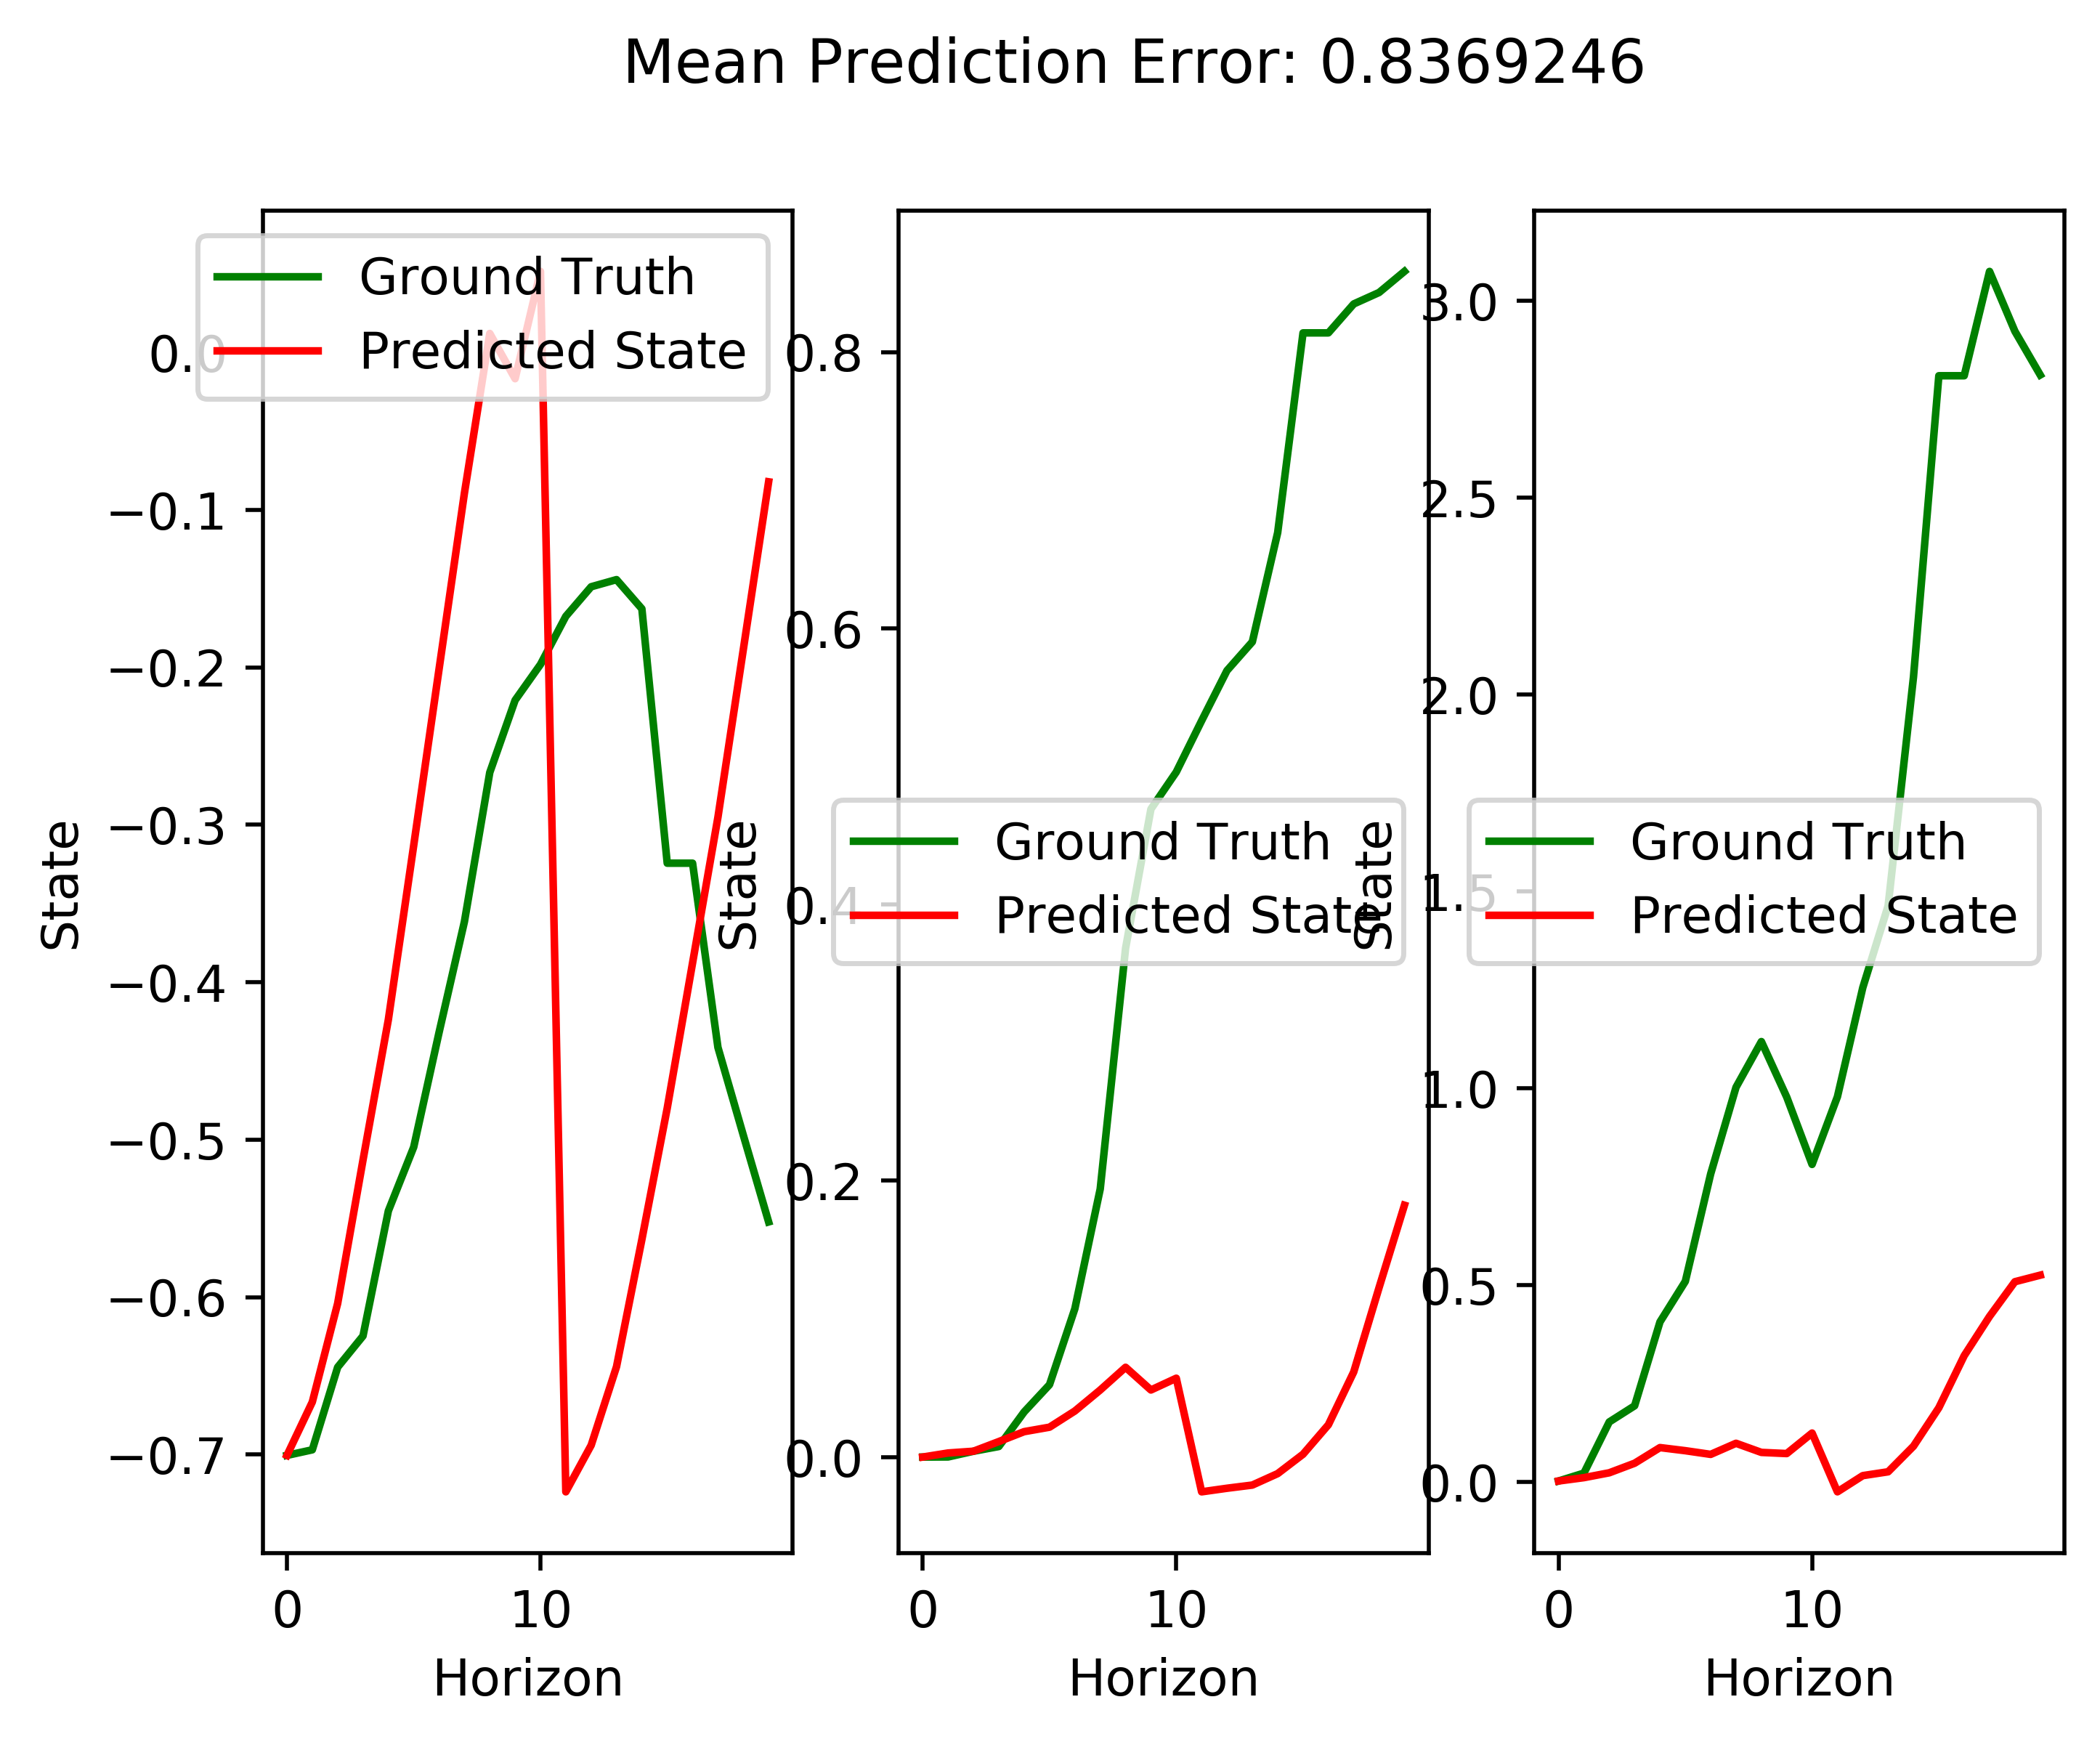 Mean Prediction Error: 0.8369246
Ground Truth
Predicted State
0.0
−0.1
−0.2
−0.3
−0.4
−0.5
−0.6
−0.7
State
0
10
Horizon
Ground Truth
Predicted State
0.8
0.6
0.4
0.2
0.0
State
0
10
Horizon
Ground Truth
Predicted State
3.0
2.5
2.0
1.5
1.0
0.5
0.0
State
0
10
Horizon